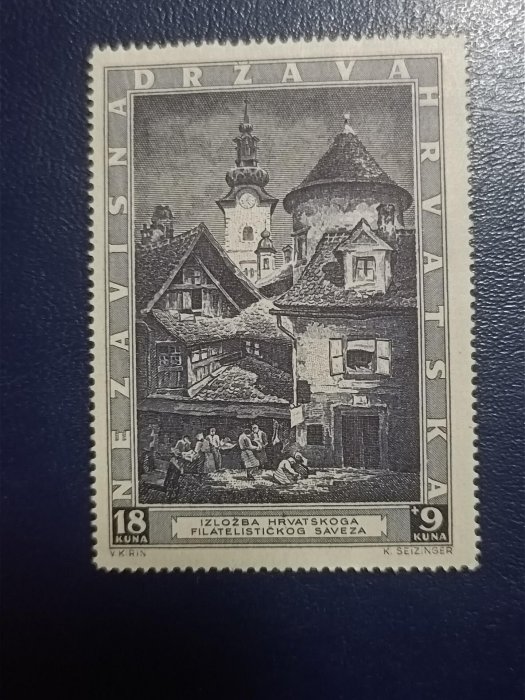 NEZAVISNA DRŽAVA HRVATSKA
18 KUNA
IZLOŽBA HRVATSKOGA
FILATELISTIČKOG SAVEZA
+9 KUNA
V.KIRIN
K. SEIZINGER